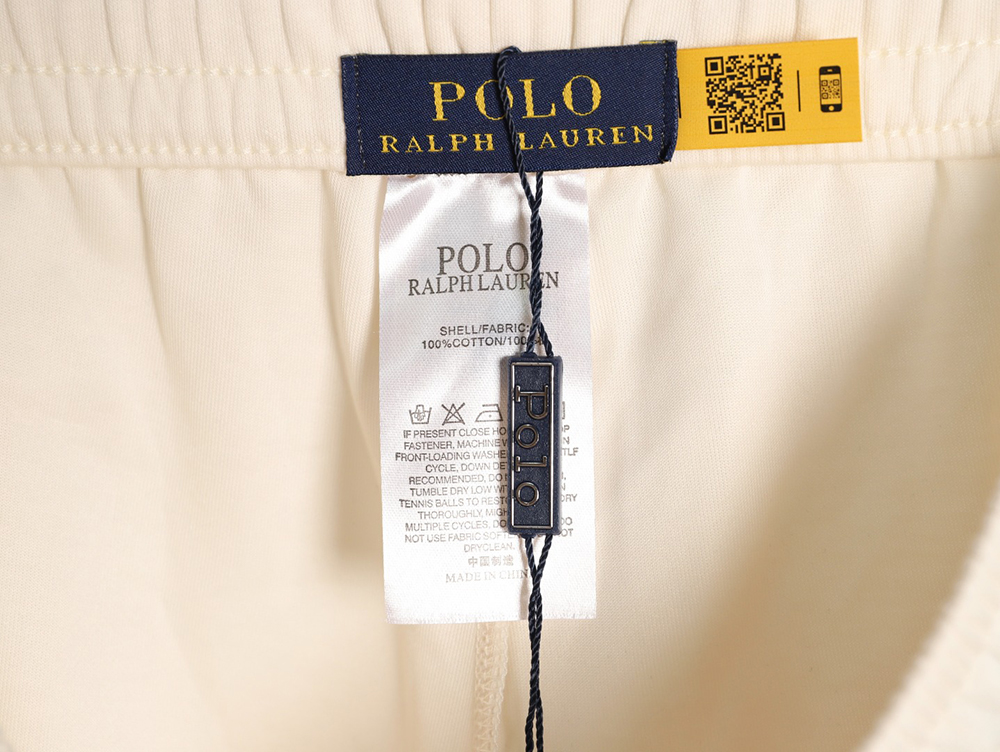 POLO
RALPH LAUREN
POLO
RALPH LAUREN
SHELL/FABRIC:
100%COTTON/100%
IF PRESENT CLOSE
FASTENER, MACHINE
FRONT-LOADING
CYCLE, DOWN
RECOMMENDED,
TUMBLE DRY LOW
TENNIS BALLS TO
THOROUGHLY,
MULTIPLE CYCLES,
NOT USE FABRIC
DRYCLEAN.
中国制造
MADE IN CHIN
Polo